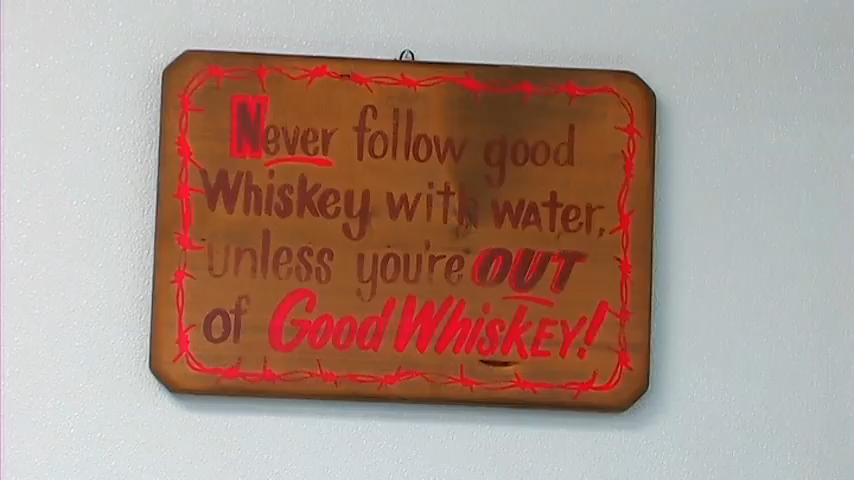 Never follow good
Whiskey with water,
unless you're OUT
of Good WhisKEY!